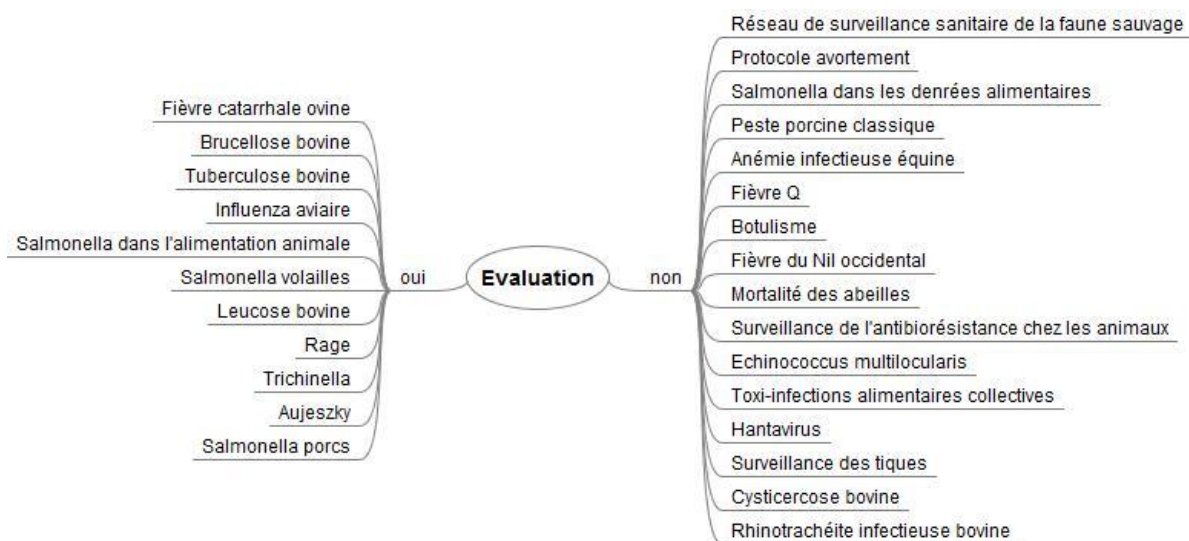 Fièvre catarrhale ovine
Brucellose bovine
Tuberculose bovine
Influenza aviaire
Salmonella dans l'alimentation animale
Salmonella volailles
Leucose bovine
Rage
Trichinella
Aujeszky
Salmonella porcs
oui
Evaluation
non
Réseau de surveillance sanitaire de la faune sauvage
Protocole avortement
Salmonella dans les denrées alimentaires
Peste porcine classique
Anémie infectieuse équine
Fièvre Q
Botulisme
Fièvre du Nil occidental
Mortalité des abeilles
Surveillance de l'antibiorésistance chez les animaux
Echinococcus multilocularis
Toxi-infections alimentaires collectives
Hantavirus
Surveillance des tiques
Cysticercose bovine
Rhinotrachéite infectieuse bovine